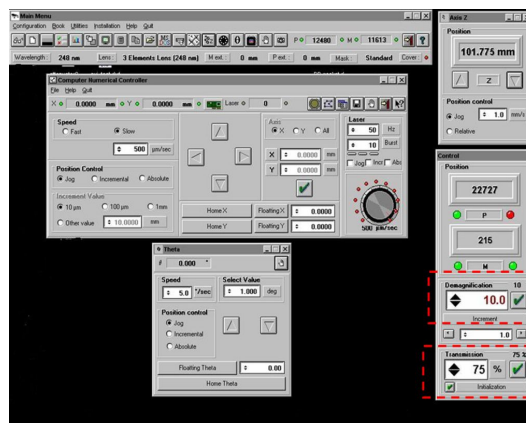 Main Menu
Configuration Book Utilities Installation Help Quit
P 12480 M 11613
Wavelength : 248 nm Lens : 3 Elements Lens (248 nm) M ext. : 0 mm P ext. : 0 mm Mask : Standard Cover :
Computer Numerical Controller
File Help Quit
X 0.0000 mm Y 0.0000 mm Laser 0 0
Speed
Fast Slow
500 µm/sec
Position Control
Jog Incremental Absolute
Increment Value
10 µm 100 µm 1mm
Other value 10.0000 mm
Axis
X Y All
X 0.0000 mm
Y 0.0000 mm
Home X Floating X 0.0000
Home Y Floating Y 0.0000
Laser
50 Hz
10 Burst
Jog Incr Abs
500 µm/sec
Theta
0.000 °
Speed
5.0 °/sec
Select Value
1.000 deg
Position control
Jog
Incremental
Absolute
Floating Theta 0.00
Home Theta
Axis Z
Position
101.775 mm
Z
Position control
Jog 1.0 mm/s
Relative
Control
Position
22727
P
215
M
Demagnification 10
10.0
Increment
1.0
Transmission 75 %
75 %
Initialization